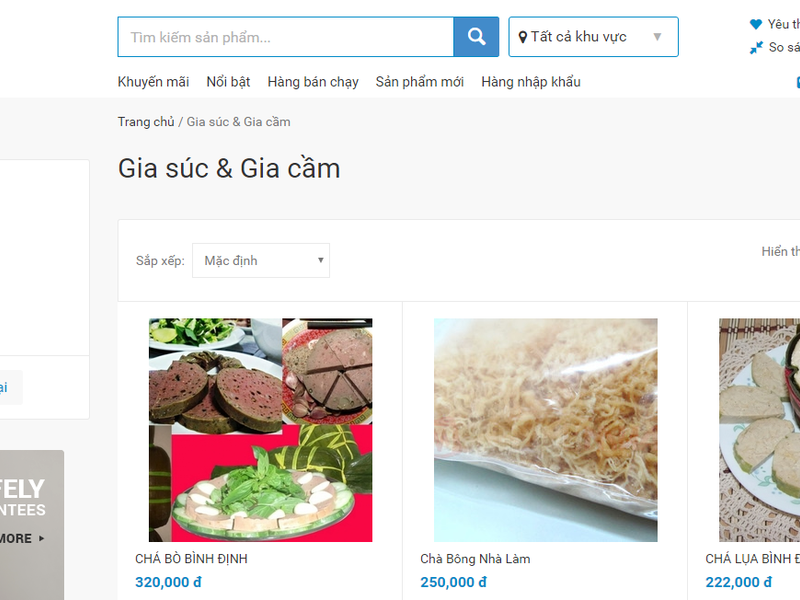 Tìm kiếm sản phẩm...
Tất cả khu vực
Yêu th
So sá
Khuyến mãi Nổi bật Hàng bán chạy Sản phẩm mới Hàng nhập khẩu
Trang chủ / Gia súc & Gia cầm
Gia súc & Gia cầm
Sắp xếp: Mặc định
Hiển th
ại
FELY
NTEES
MORE
CHÁ BÒ BÌNH ĐỊNH
320,000 đ
Chà Bông Nhà Làm
250,000 đ
CHÁ LỤA BÌNH Đ
222,000 đ